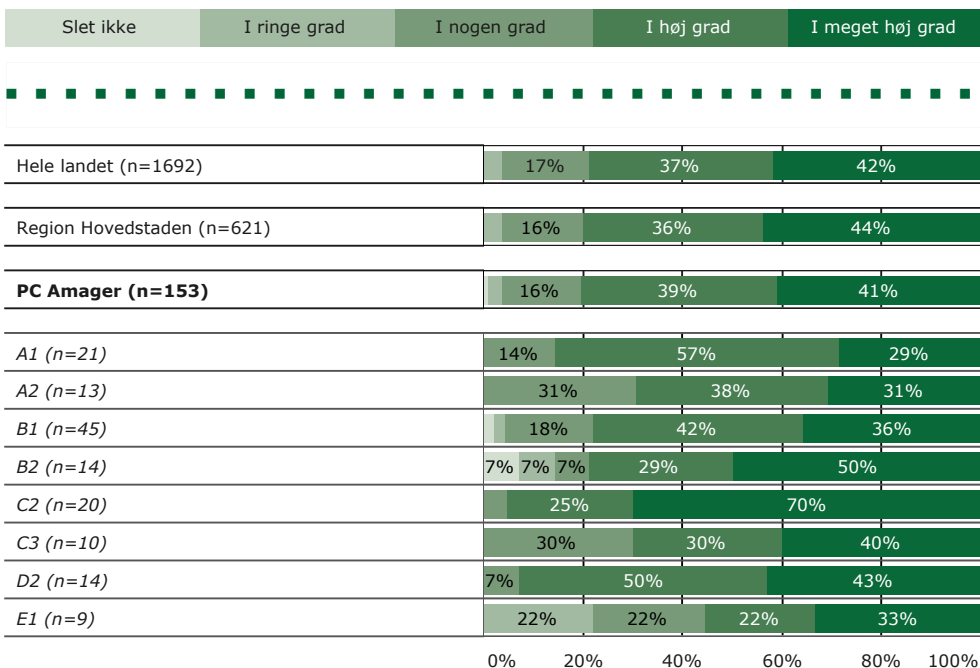 Slet ikke I ringe grad I nogen grad I høj grad I meget høj grad
Hele landet (n=1692) 17% 37% 42%
Region Hovedstaden (n=621) 16% 36% 44%
PC Amager (n=153) 16% 39% 41%
A1 (n=21) 14% 57% 29%
A2 (n=13) 31% 38% 31%
B1 (n=45) 18% 42% 36%
B2 (n=14) 7% 7% 7% 29% 50%
C2 (n=20) 25% 70%
C3 (n=10) 30% 30% 40%
D2 (n=14) 7% 50% 43%
E1 (n=9) 22% 22% 22% 33%
0% 20% 40% 60% 80% 100%